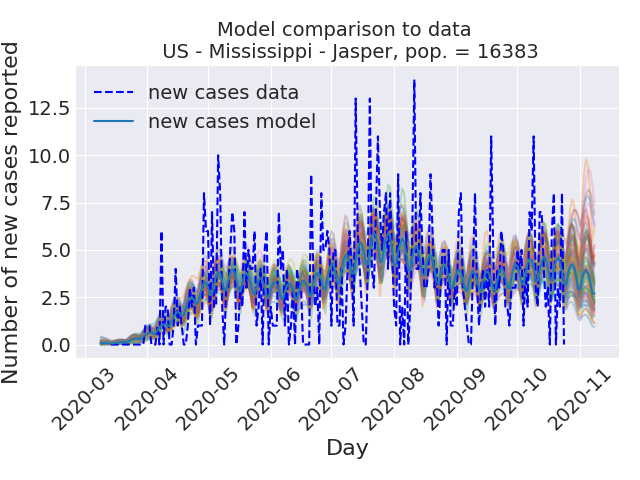 Model comparison to data
US - Mississippi - Jasper, pop. = 16383
Number of new cases reported
12.5
10.0
7.5
5.0
2.5
0.0
new cases data
new cases model
2020-03
2020-04
2020-05
2020-06
2020-07
2020-08
2020-09
2020-10
2020-11
Day